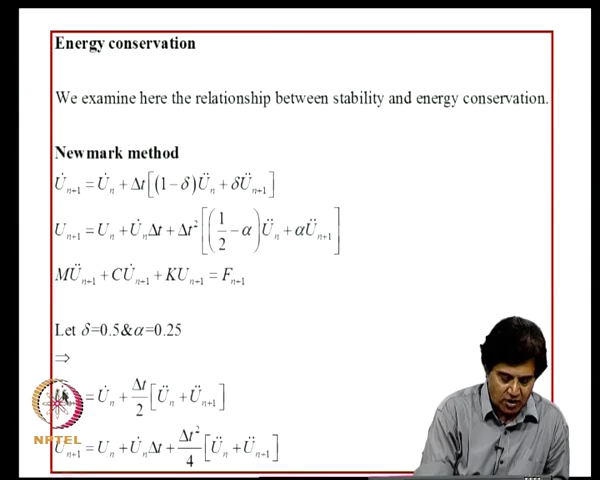 Energy conservation
We examine here the relationship between stability and energy conservation.
Newmark method
U̇ₙ₊₁ = U̇ₙ + Δt[(1−δ)Üₙ + δÜₙ₊₁]
Uₙ₊₁ = Uₙ + U̇ₙΔt + Δt²[(1/2 − α)Üₙ + αÜₙ₊₁]
MÜₙ₊₁ + CU̇ₙ₊₁ + KUₙ₊₁ = Fₙ₊₁
Let δ=0.5&α=0.25
⇒
= U̇ₙ + Δt/2 [Üₙ + Üₙ₊₁]
Uₙ₊₁ = Uₙ + U̇ₙΔt + Δt²/4 [Üₙ + Üₙ₊₁]
NPTEL